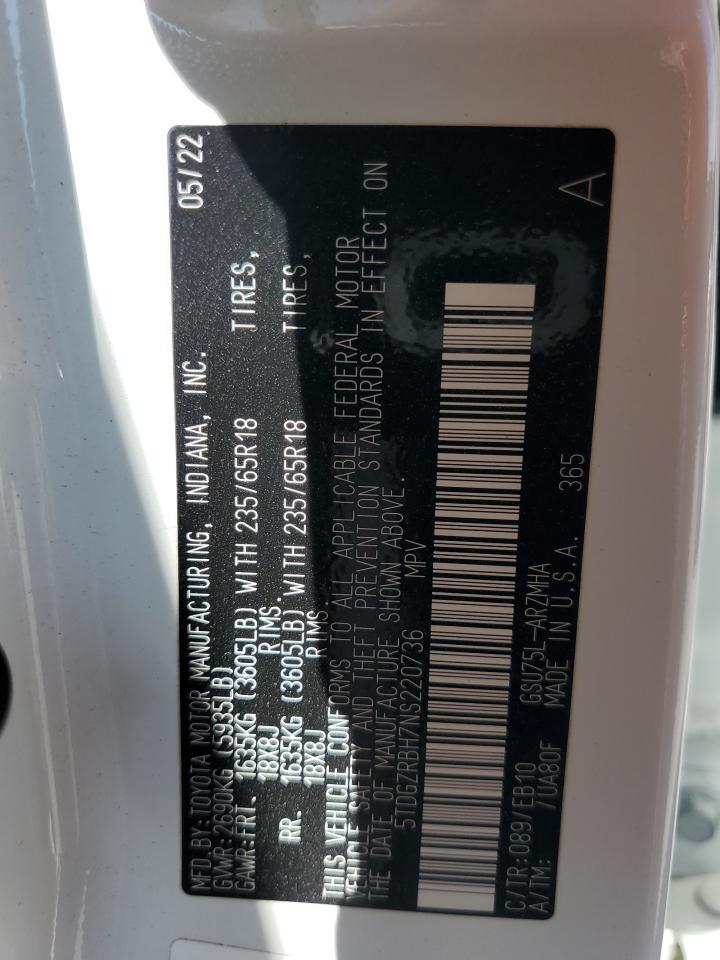 MFD. BY: TOYOTA MOTOR MANUFACTURING, INDIANA, INC. 05/22
GVWR: 2690KG (5935LB)
GAWR: FRT. 1635KG (3605LB) WITH 235/65R18 TIRES,
18X8J RIMS.
RR. 1635KG (3605LB) WITH 235/65R18 TIRES,
18X8J RIMS
THIS VEHICLE CONFORMS TO ALL APPLICABLE FEDERAL MOTOR
VEHICLE SAFETY AND THEFT PREVENTION STANDARDS IN EFFECT ON
THE DATE OF MANUFACTURE SHOWN ABOVE.
5TDGZRBH7NS220736 MPV
C/TR: 089/EB10 GSU75L-ARZMHA
A/TM: /UA80F MADE IN U.S.A. 365 A